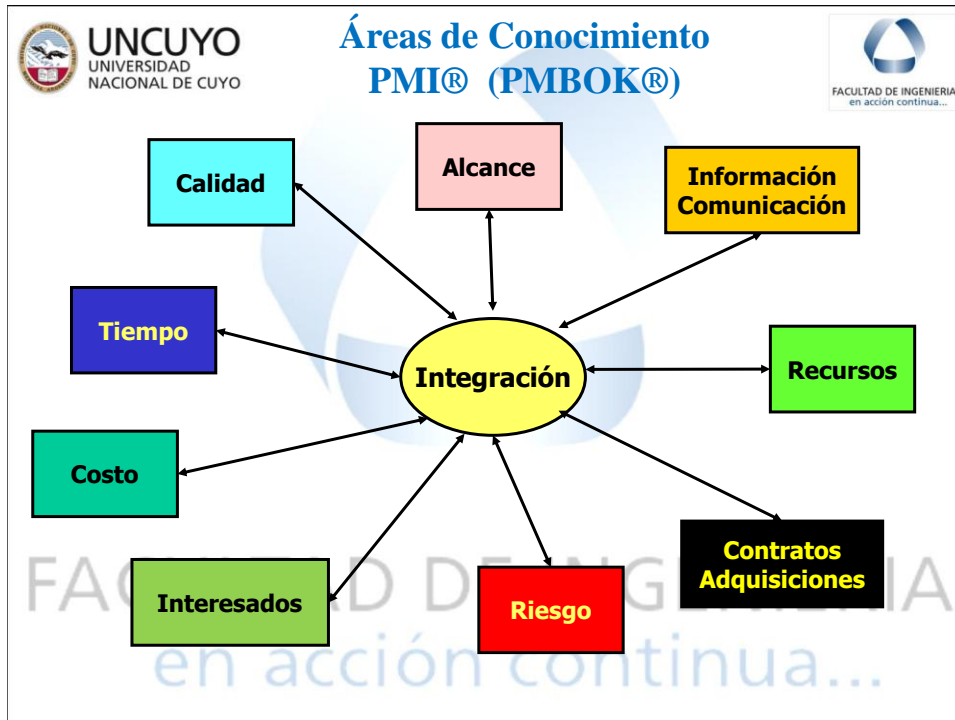 UNCUYO
UNIVERSIDAD
NACIONAL DE CUYO
Áreas de Conocimiento
PMI® (PMBOK®)
FACULTAD DE INGENIERIA
en acción continua...
Calidad
Alcance
Información
Comunicación
Tiempo
Integración
Recursos
Costo
Contratos
Adquisiciones
Interesados
Riesgo
FACULTAD DE INGENIERIA
en acción continua...